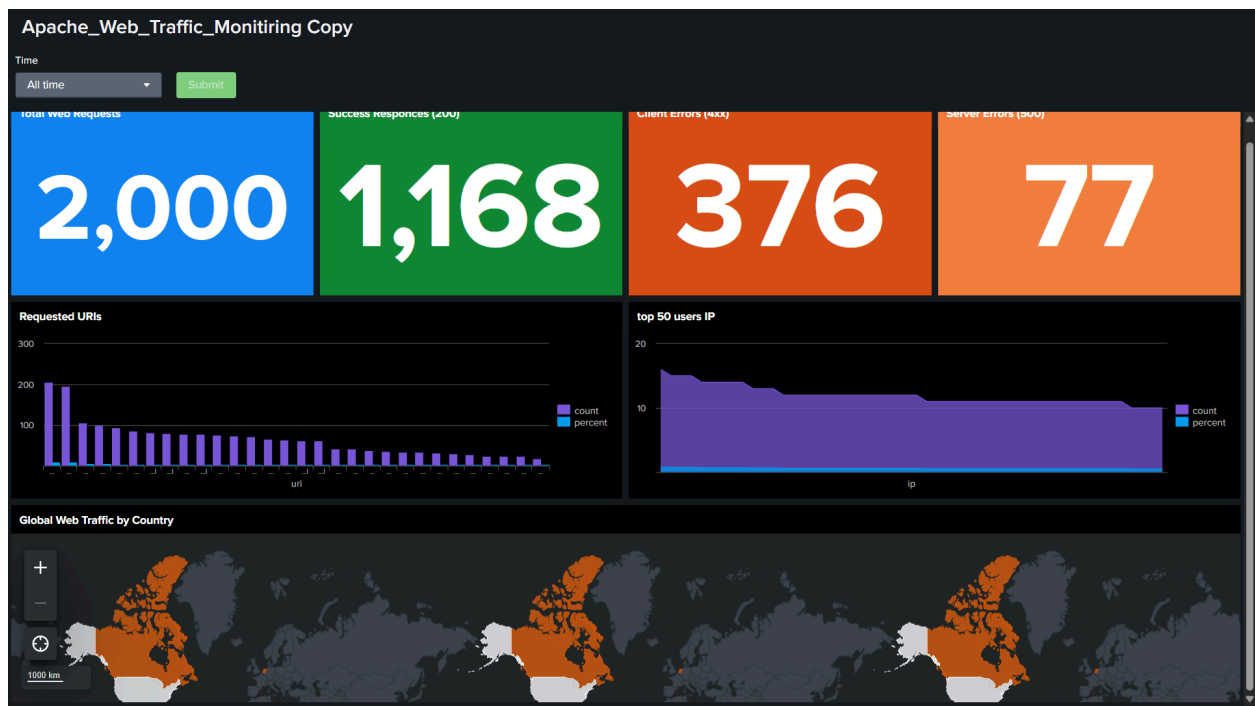 Apache_Web_Traffic_Monitiring Copy
Time
All time
Submit
Total Web Requests
Success Responces (200)
Client Errors (4xx)
Server Errors (500)
2,000
1,168
376
77
Requested URIs
300
200
100
uri
count
percent
top 50 users IP
20
10
ip
count
percent
Global Web Traffic by Country
+
−
1000 km